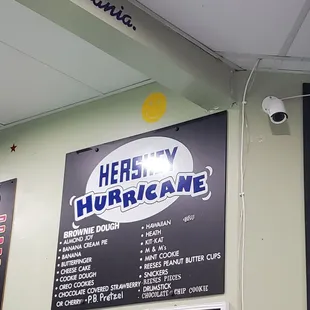 ania.
HERSHEY
HURRICANE
BROWNIE DOUGH
ALMOND JOY
BANANA CREAM PIE
BANANA
BUTTERFINGER
CHEESE CAKE
COOKIE DOUGH
OREO COOKIES
CHOCOLATE COVERED STRAWBERRY
OR CHERRY - P.B. Pretzel
HAWAIIAN
HEATH
KIT-KAT
M & M's
MINT COOKIE
REESES PEANUT BUTTER CUPS
SNICKERS
REESES PIECES
DRUMSTICK
CHOCOLATE CHIP COOKIE